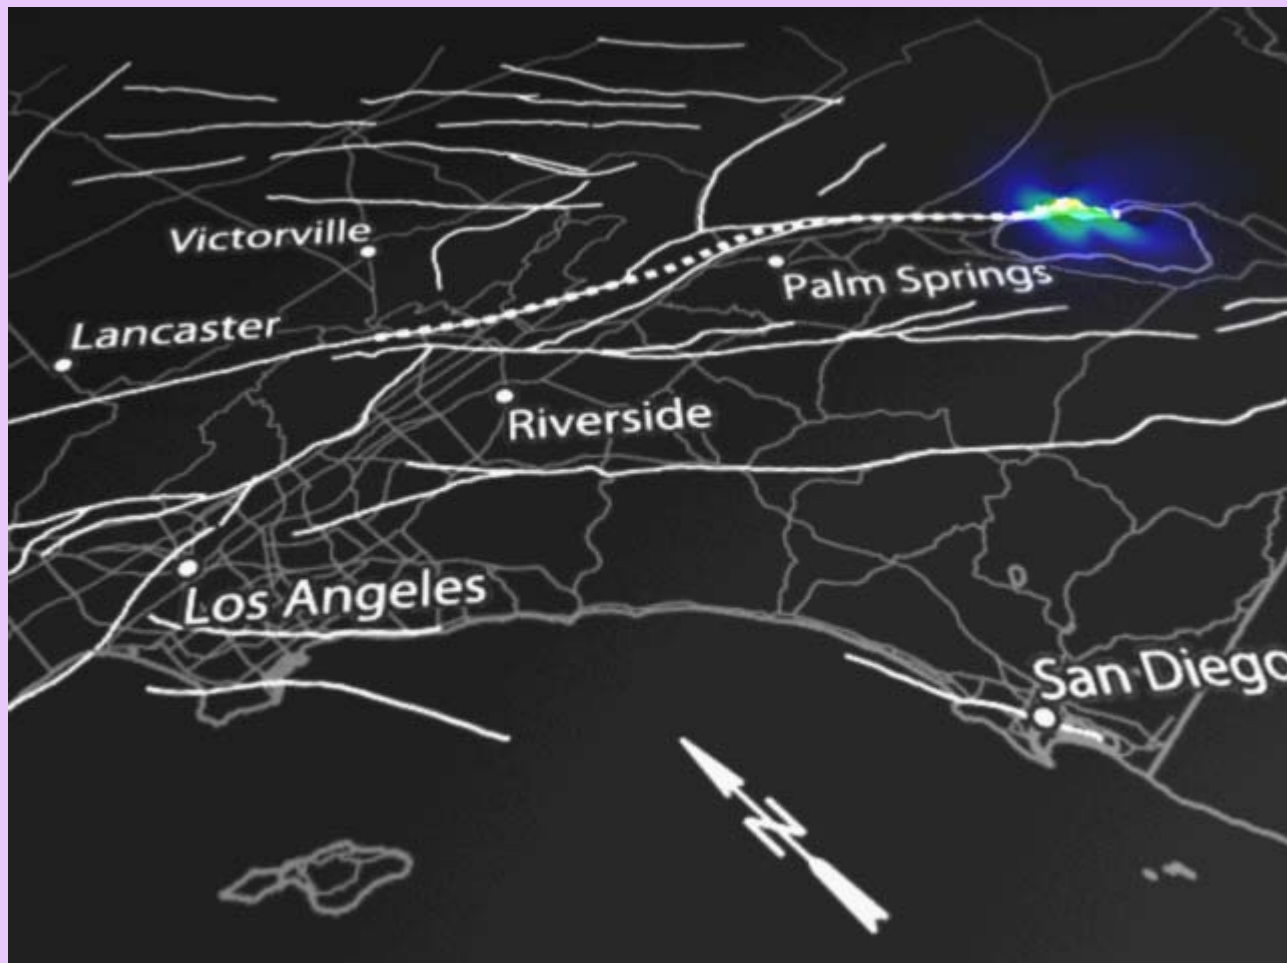 Victorville
Lancaster
Palm Springs
Riverside
Los Angeles
San Diego
N